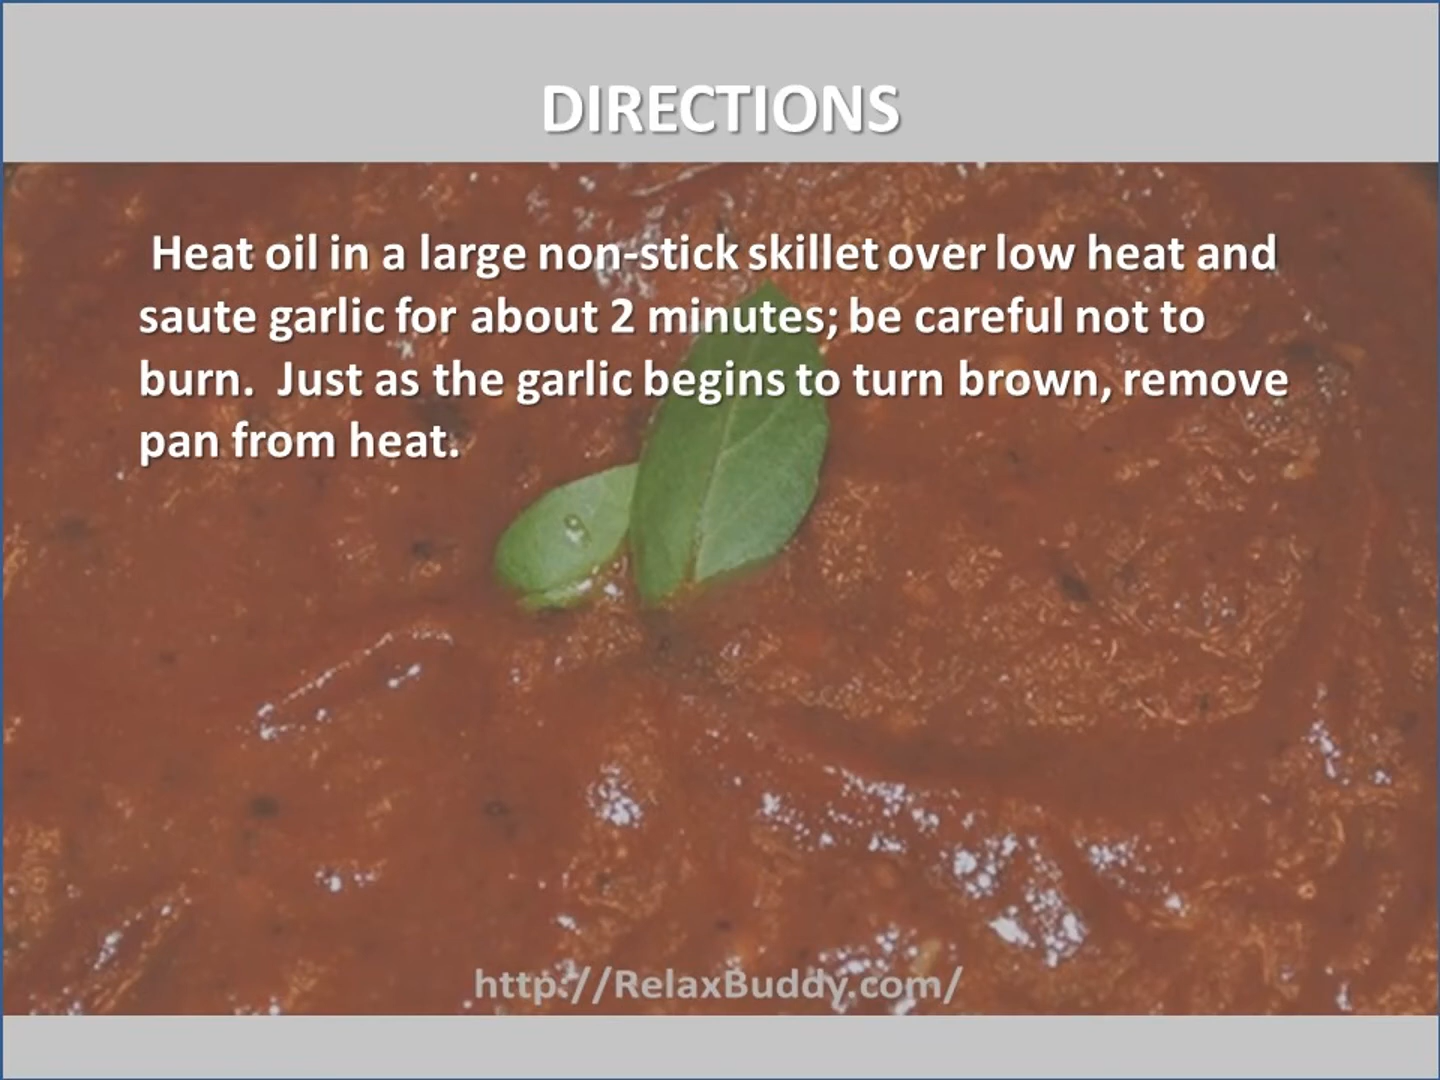 DIRECTIONS
Heat oil in a large non-stick skillet over low heat and
saute garlic for about 2 minutes; be careful not to
burn.  Just as the garlic begins to turn brown, remove
pan from heat.
http://RelaxBuddy.com/